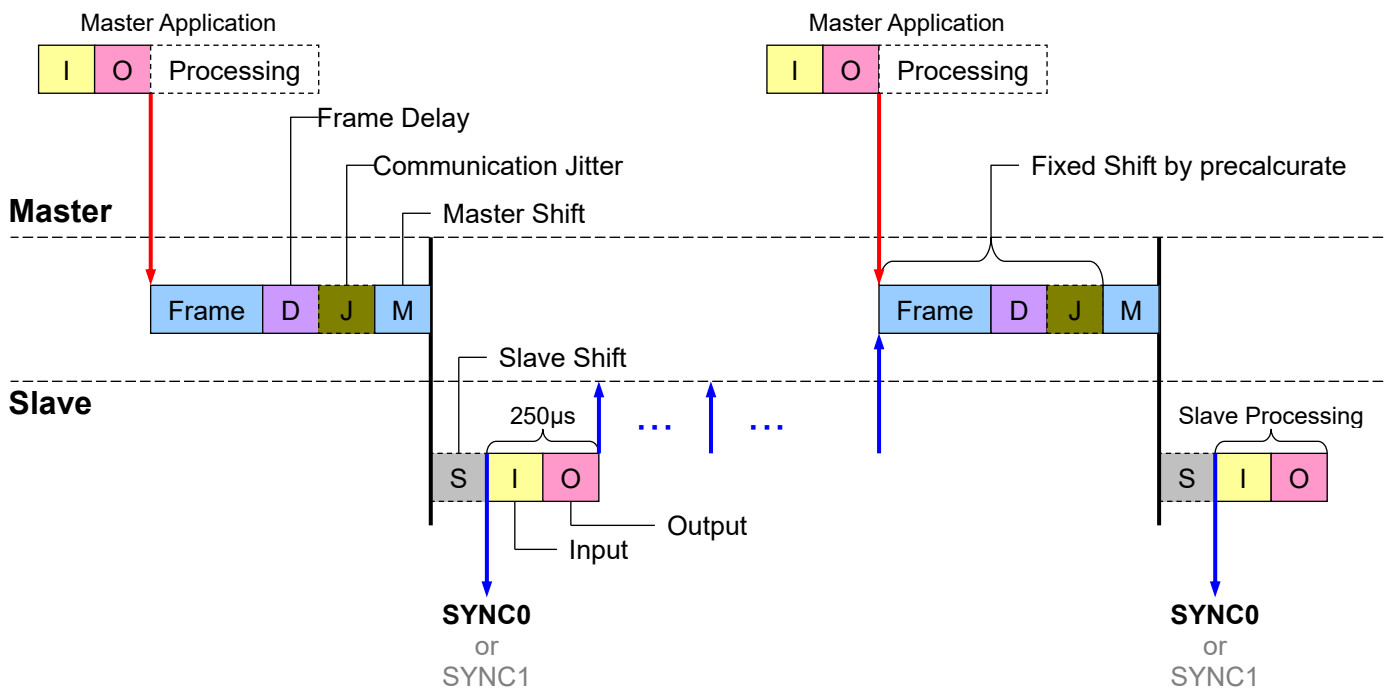 Master Application
Master Application
I O Processing
I O Processing
Frame Delay
Communication Jitter
Fixed Shift by precalcurate
Master
Master Shift
Frame D J M
Frame D J M
Slave Shift
Slave
250μs
... ...
Slave Processing
S I O
S I O
Output
Input
SYNC0
or
SYNC1
SYNC0
or
SYNC1